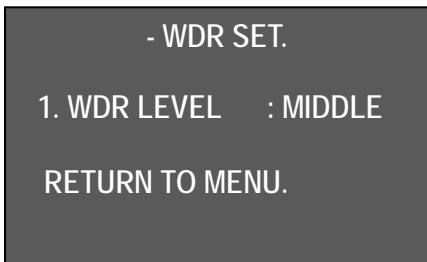 - WDR SET.
1. WDR LEVEL : MIDDLE
RETURN TO MENU.